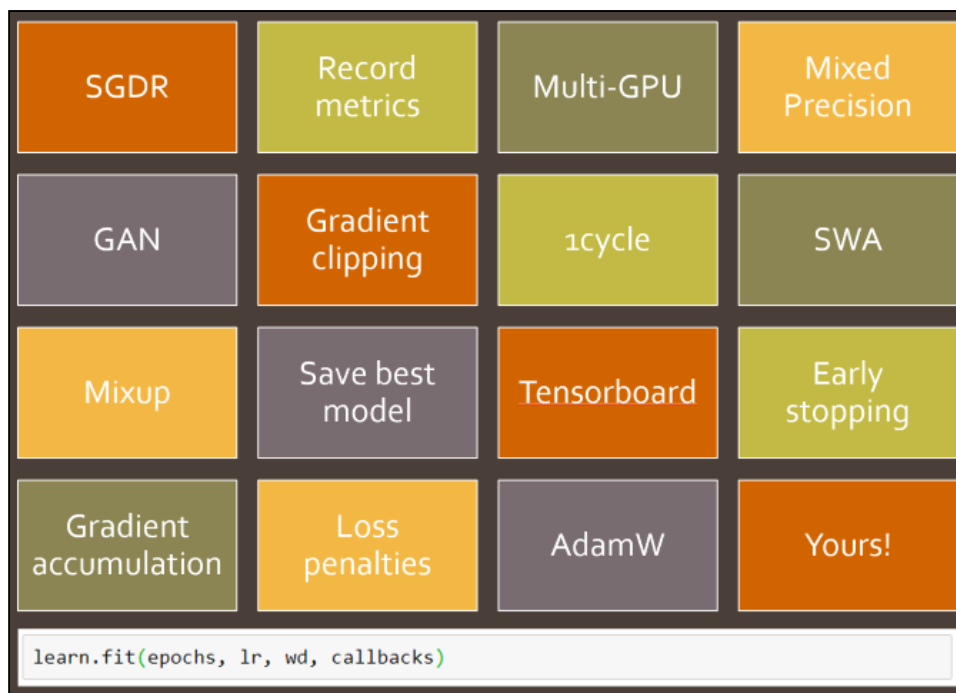 SGDR
Record
metrics
Multi-GPU
Mixed
Precision
GAN
Gradient
clipping
1cycle
SWA
Mixup
Save best
model
Tensorboard
Early
stopping
Gradient
accumulation
Loss
penalties
AdamW
Yours!
learn.fit(epochs, lr, wd, callbacks)